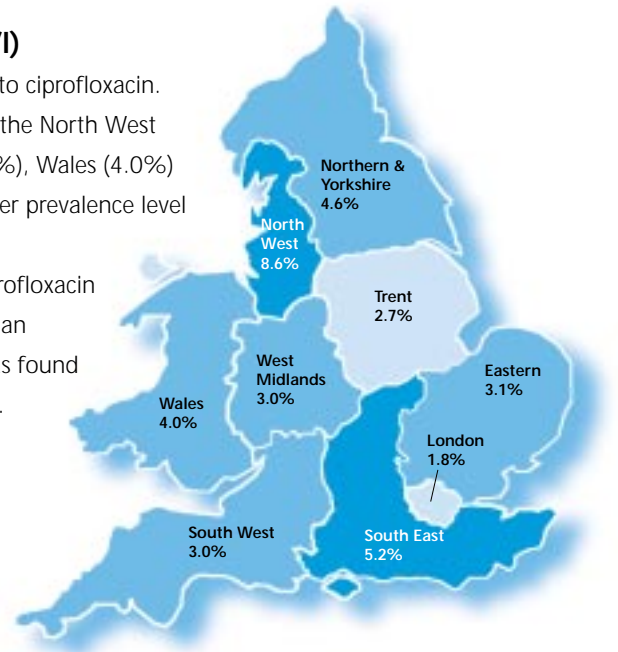 l)
to ciprofloxacin.
the North West
%), Wales (4.0%)
er prevalence level
rofloxacin
an
s found
.
Northern &
Yorkshire
4.6%
North
West
8.6%
Trent
2.7%
West
Midlands
3.0%
Eastern
3.1%
Wales
4.0%
London
1.8%
South West
3.0%
South East
5.2%